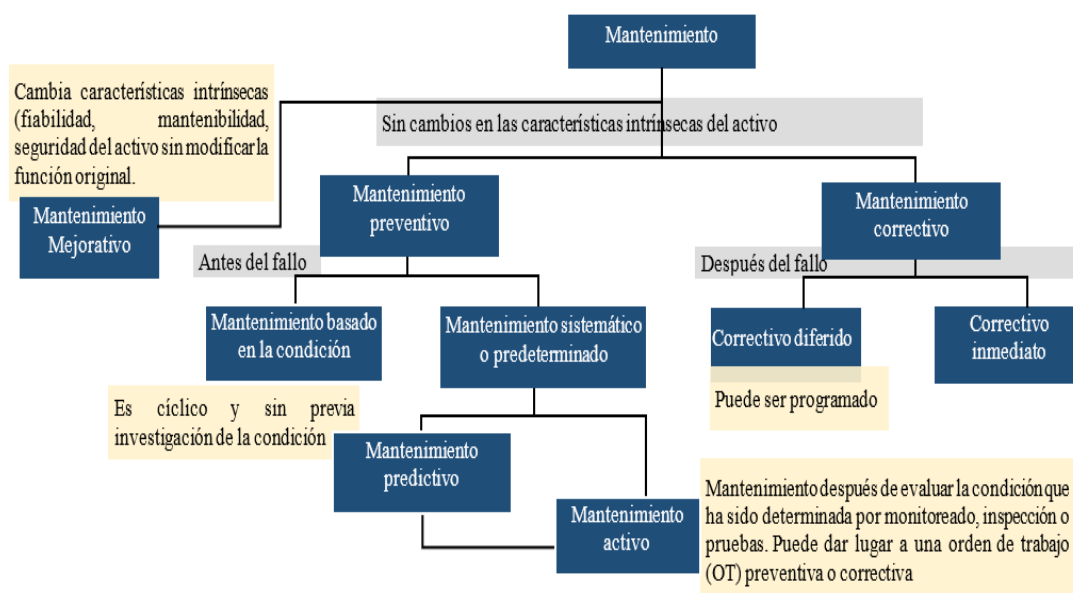 Mantenimiento
Cambia características intrínsecas
(fiabilidad, mantenibilidad,
seguridad del activo sin modificar la
función original.
Sin cambios en las características intrínsecas del activo
Mantenimiento
Mejorativo
Mantenimiento
preventivo
Mantenimiento
correctivo
Antes del fallo
Después del fallo
Mantenimiento basado
en la condición
Mantenimiento sistemático
o predeterminado
Correctivo diferido
Correctivo
inmediato
Es cíclico y sin previa
investigación de la condición
Puede ser programado
Mantenimiento
predictivo
Mantenimiento
activo
Mantenimiento después de evaluar la condición que
ha sido determinada por monitoreado, inspección o
pruebas. Puede dar lugar a una orden de trabajo
(OT) preventiva o correctiva